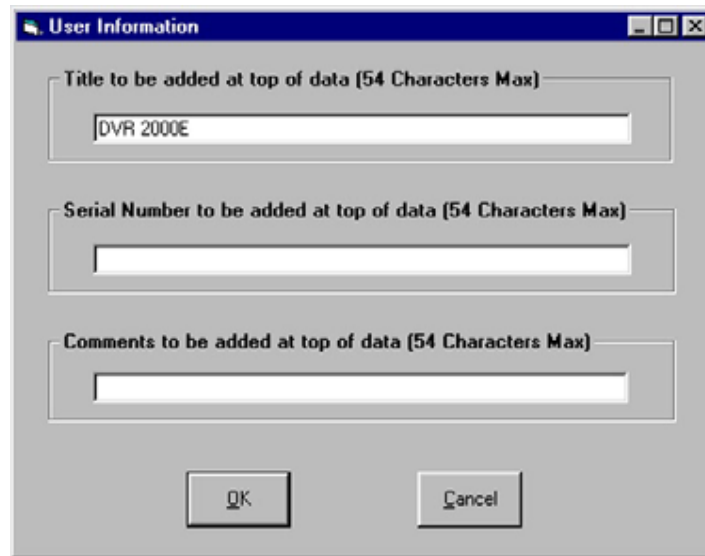 User Information
Title to be added at top of data (54 Characters Max)
DVR 2000E
Serial Number to be added at top of data (54 Characters Max)
Comments to be added at top of data (54 Characters Max)
OK Cancel